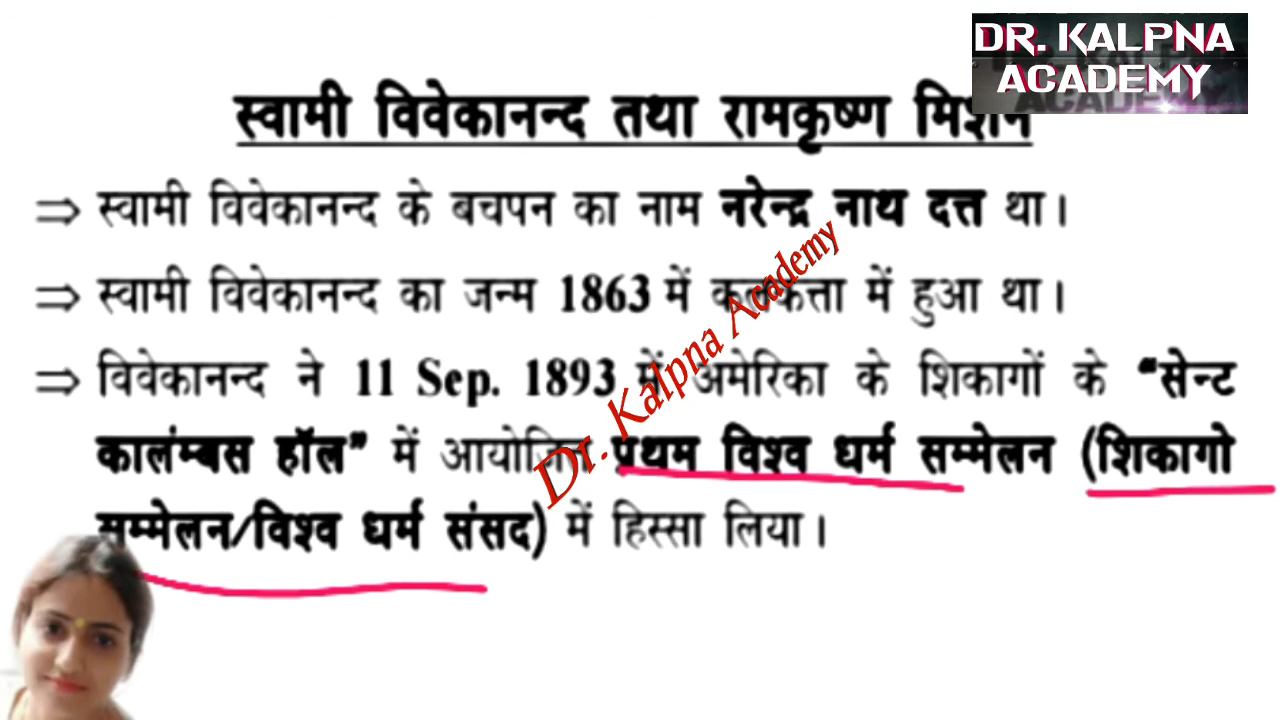 DR. KALPNA
ACADEMY
स्वामी विवेकानन्द तथा रामकृष्ण मिशन
⇒ स्वामी विवेकानन्द के बचपन का नाम नरेन्द्र नाथ दत्त था।
⇒ स्वामी विवेकानन्द का जन्म 1863 में कलकत्ता में हुआ था।
⇒ विवेकानन्द ने 11 Sep. 1893 में अमेरिका के शिकागों के “सेन्ट
कालंम्बस हॉल” में आयोजित प्रथम विश्व धर्म सम्मेलन (शिकागो
सम्मेलन/विश्व धर्म संसद) में हिस्सा लिया।
Dr. Kalpna Academy